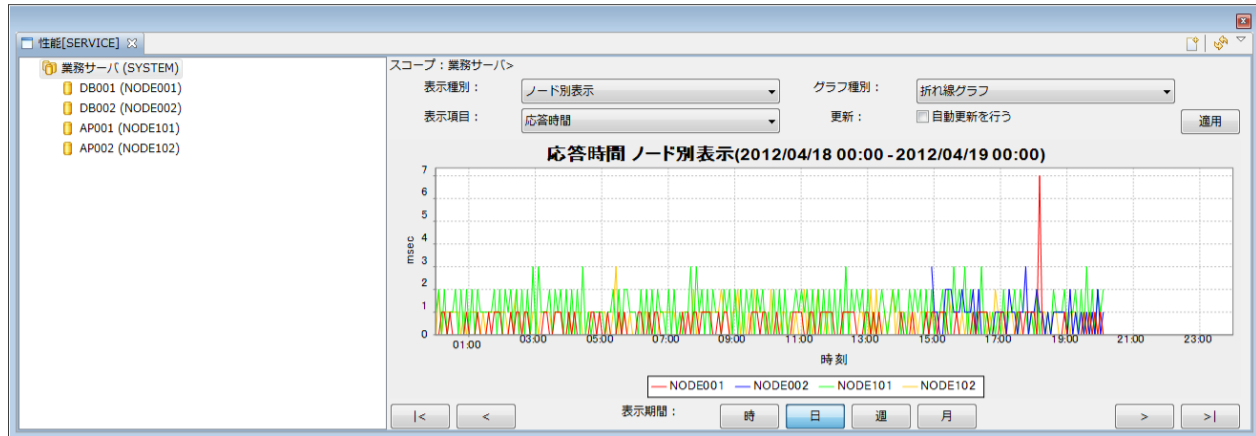 性能[SERVICE]
業務サーバ (SYSTEM)
DB001 (NODE001)
DB002 (NODE002)
AP001 (NODE101)
AP002 (NODE102)
スコープ：業務サーバ>
表示種別： ノード別表示 グラフ種別： 折れ線グラフ
表示項目： 応答時間 更新： 自動更新を行う 適用
応答時間 ノード別表示(2012/04/18 00:00 - 2012/04/19 00:00)
7
6
5
4
3
2
1
0
msec
01:00 03:00 05:00 07:00 09:00 11:00 13:00 15:00 17:00 19:00 21:00 23:00
時刻
NODE001 NODE002 NODE101 NODE102
|< < 表示期間： 時 日 週 月 > >|